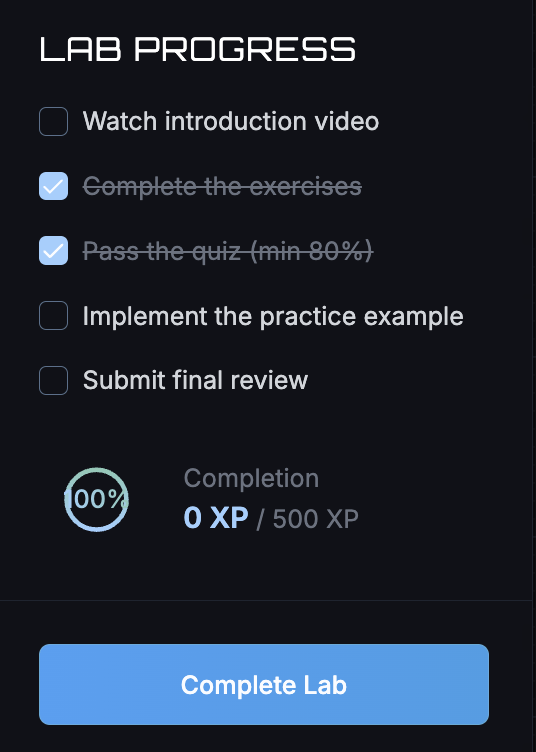 LAB PROGRESS
Watch introduction video
Complete the exercises
Pass the quiz (min 80%)
Implement the practice example
Submit final review
100%
Completion
0 XP / 500 XP
Complete Lab